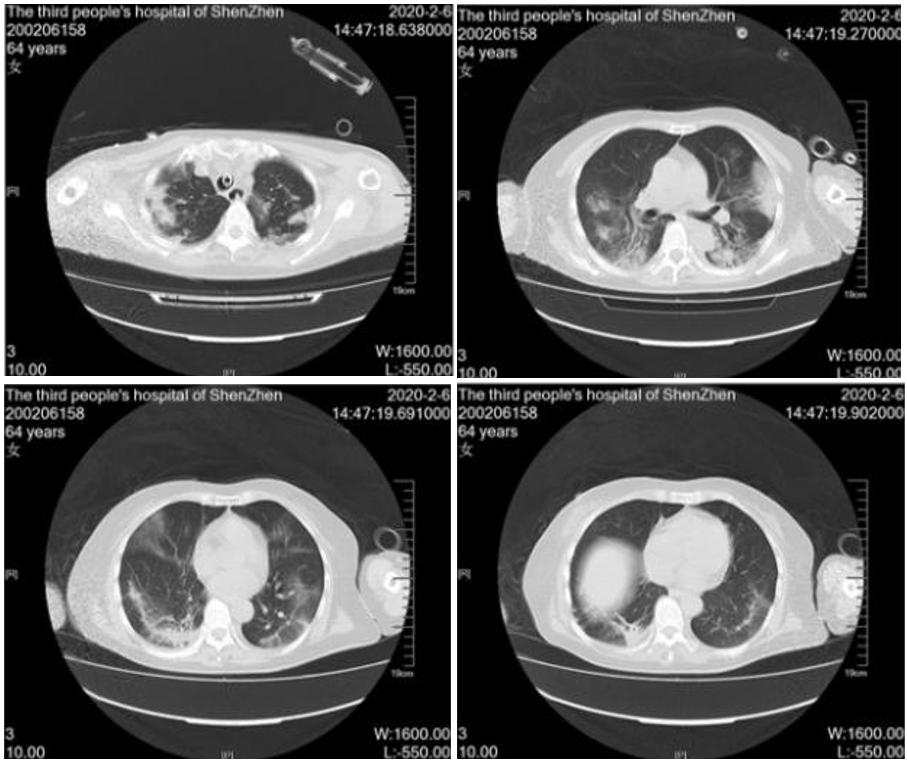 The third people's hospital of ShenZhen
2020-2-6
200206158
14:47:18.638000
64 years
女
[R]
19cm
3
W:1600.00
10.00
[P]
L:-550.00
The third people's hospital of ShenZhen
2020-2-6
200206158
14:47:19.270000
64 years
女
[R]
19cm
3
W:1600.00
10.00
[P]
L:-550.00
The third people's hospital of ShenZhen
2020-2-6
200206158
14:47:19.691000
64 years
女
[R]
19cm
3
W:1600.00
10.00
[P]
L:-550.00
The third people's hospital of ShenZhen
2020-2-6
200206158
14:47:19.902000
64 years
女
[R]
19cm
3
W:1600.00
10.00
[P]
L:-550.00